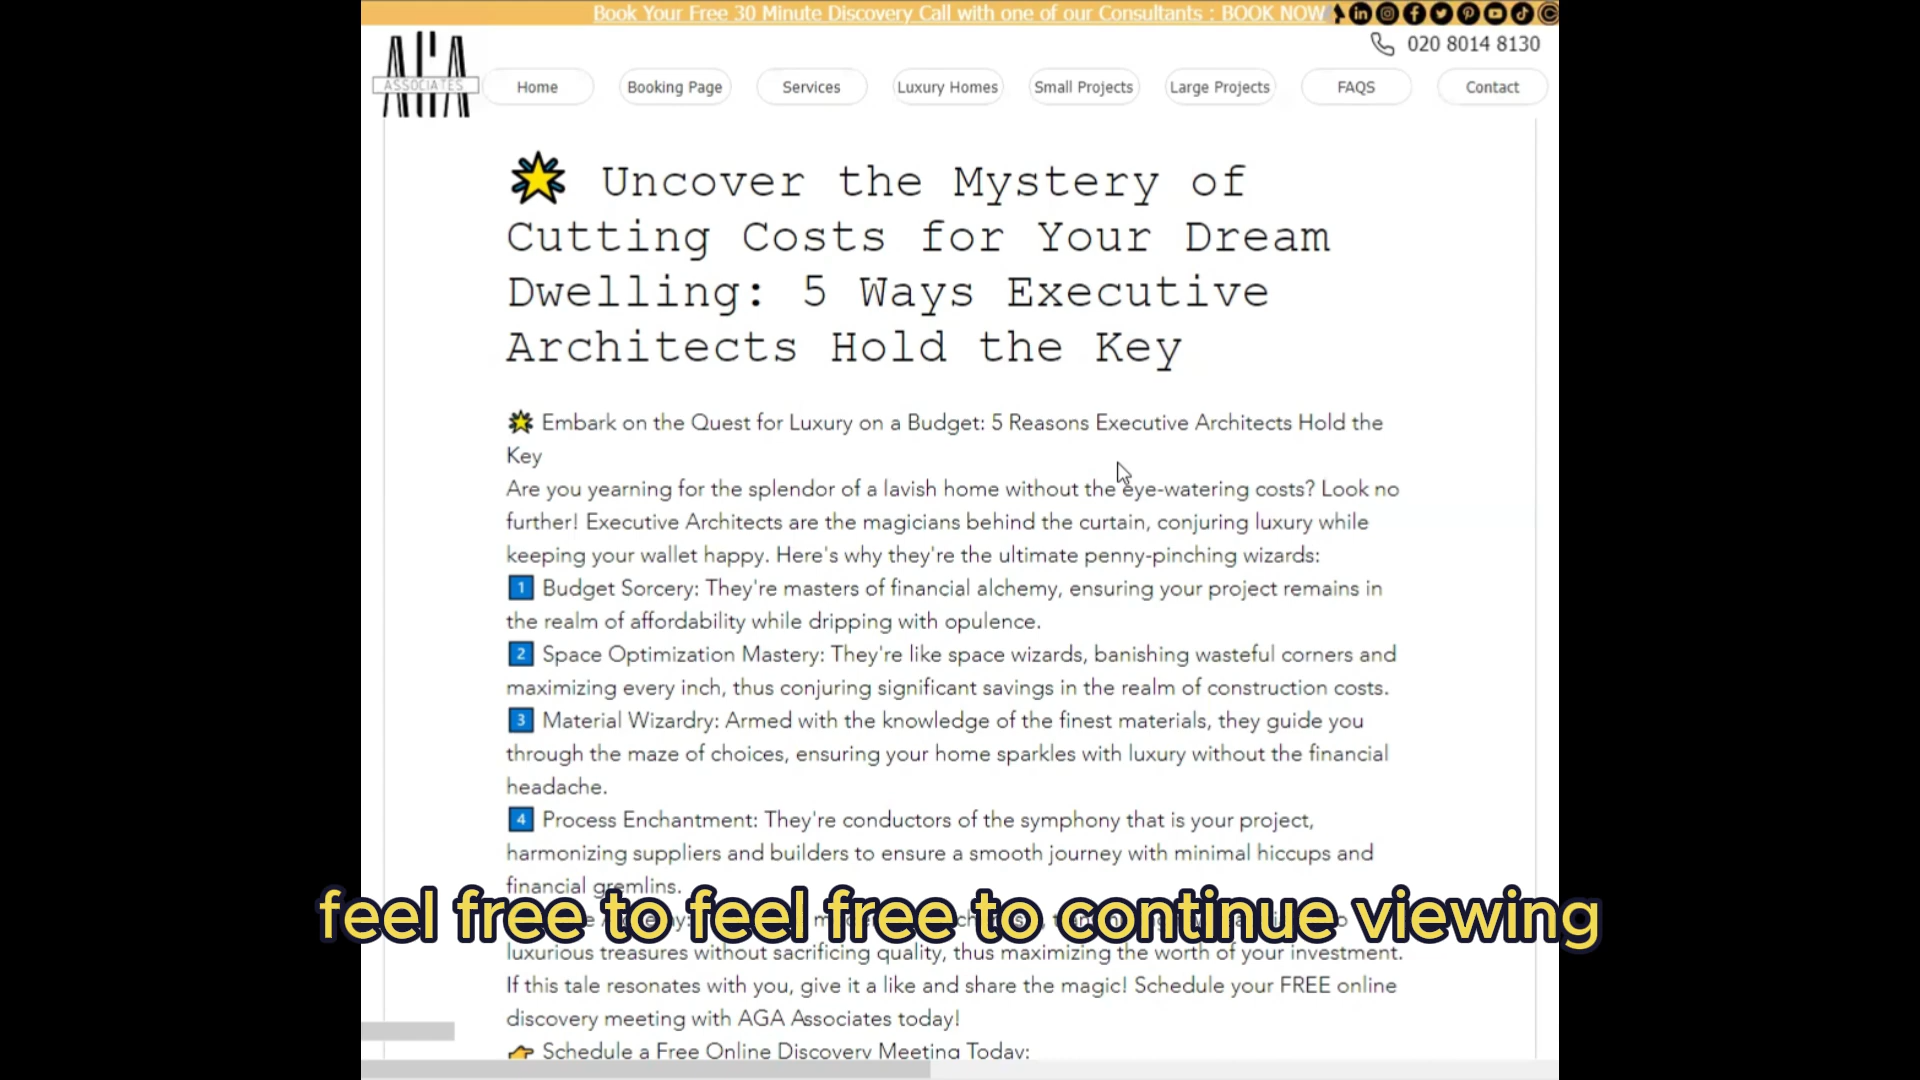 Book Your Free 30 Minute Discovery Call with one of our Consultants : BOOK NOW
020 8014 8130
AGA
ASSOCIATES
Home
Booking Page
Services
Luxury Homes
Small Projects
Large Projects
FAQS
Contact
🌟 Uncover the Mystery of
Cutting Costs for Your Dream
Dwelling: 5 Ways Executive
Architects Hold the Key
🌟 Embark on the Quest for Luxury on a Budget: 5 Reasons Executive Architects Hold the
Key
Are you yearning for the splendor of a lavish home without the eye-watering costs? Look no
further! Executive Architects are the magicians behind the curtain, conjuring luxury while
keeping your wallet happy. Here's why they're the ultimate penny-pinching wizards:
1️⃣ Budget Sorcery: They're masters of financial alchemy, ensuring your project remains in
the realm of affordability while dripping with opulence.
2️⃣ Space Optimization Mastery: They're like space wizards, banishing wasteful corners and
maximizing every inch, thus conjuring significant savings in the realm of construction costs.
3️⃣ Material Wizardry: Armed with the knowledge of the finest materials, they guide you
through the maze of choices, ensuring your home sparkles with luxury without the financial
headache.
4️⃣ Process Enchantment: They're conductors of the symphony that is your project,
harmonizing suppliers and builders to ensure a smooth journey with minimal hiccups and
financial gremlins.
feel free to feel free to continue viewing
luxurious treasures without sacrificing quality, thus maximizing the worth of your investment.
If this tale resonates with you, give it a like and share the magic! Schedule your FREE online
discovery meeting with AGA Associates today!
👉 Schedule a Free Online Discovery Meeting Today: